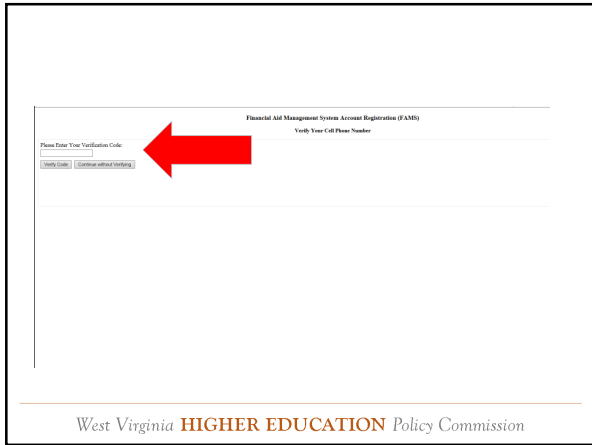 Financial Aid Management System Account Registration (FAMS)
Verify Your Cell Phone Number
Please Enter Your Verification Code:
Verify Code Continue without Verifying
West Virginia HIGHER EDUCATION Policy Commission